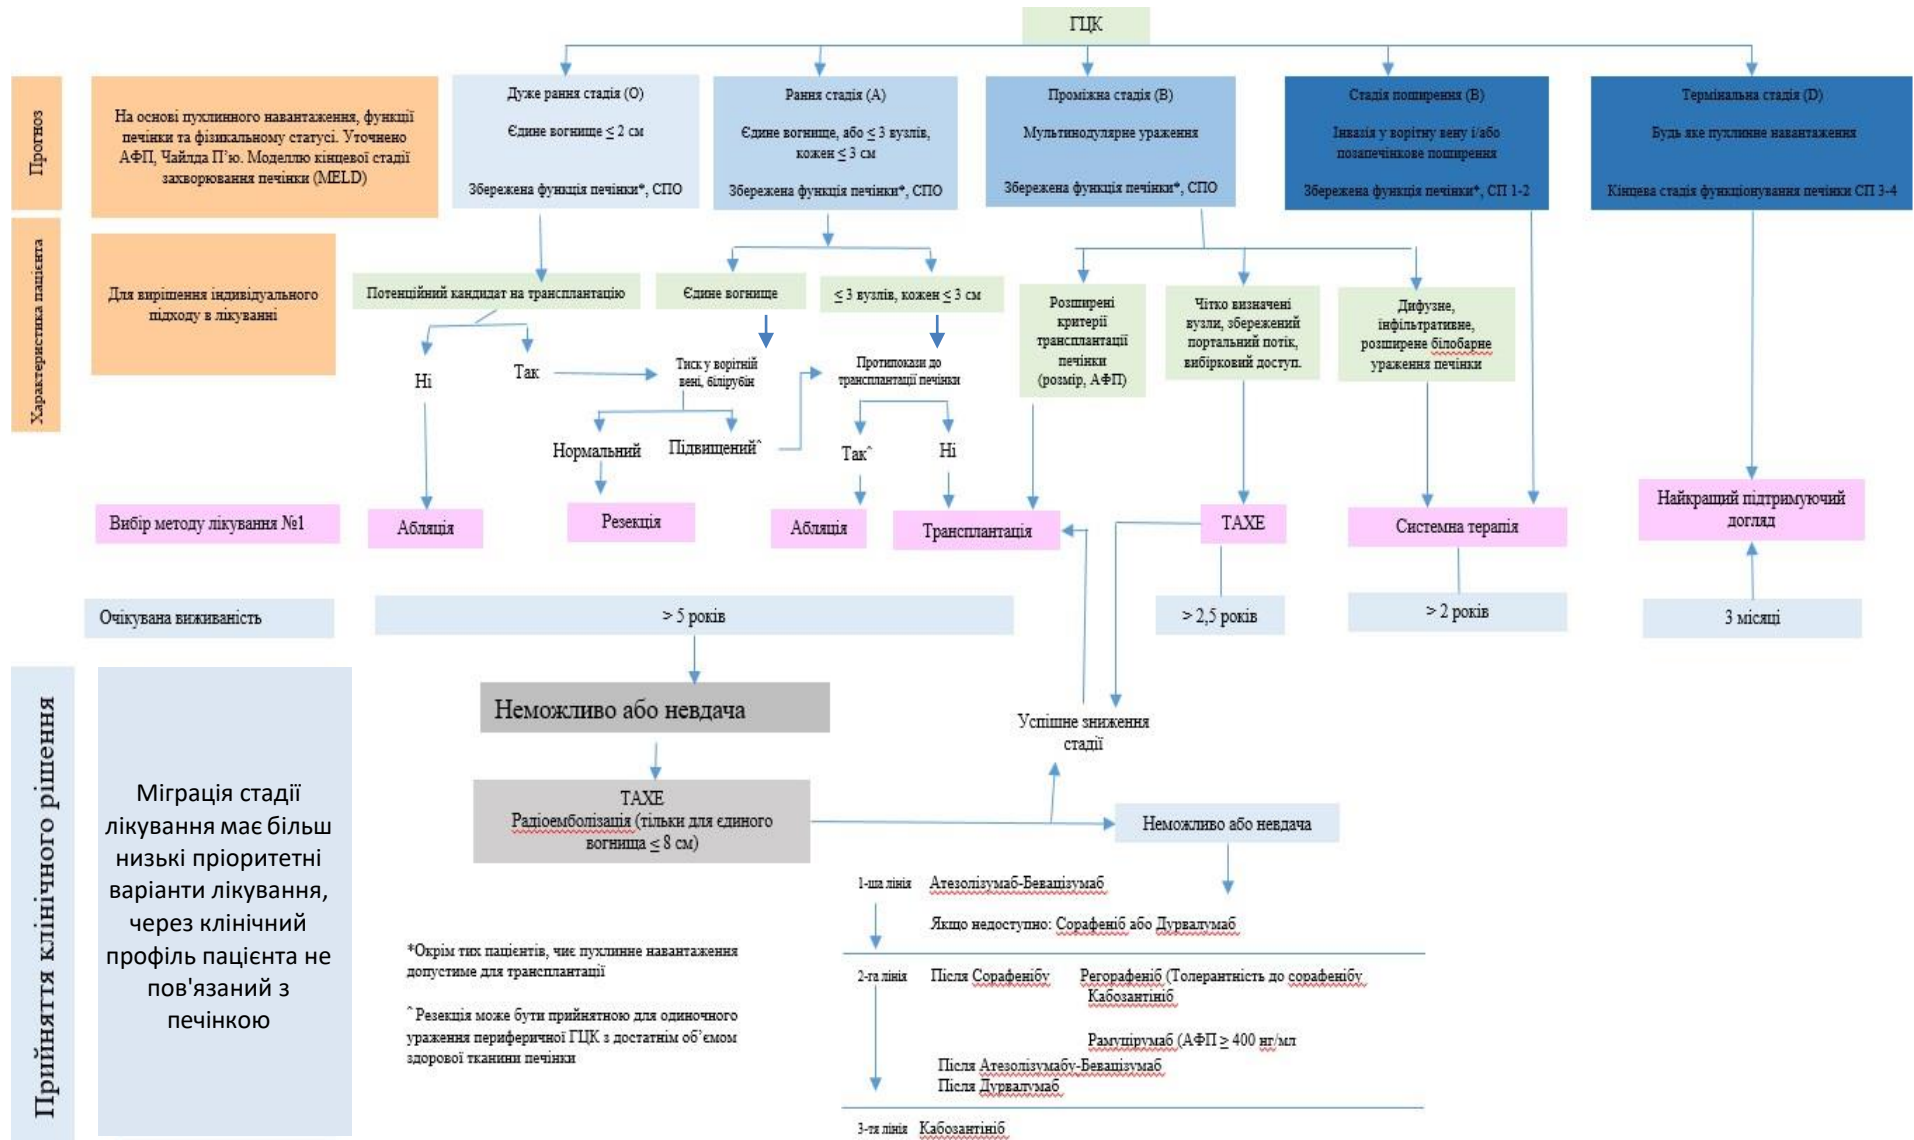 ГЦК
Прогноз
На основі пухлинного навантаження, функції
печінки та фізикальному статусі. Уточнено
АФП, Чайлда П’ю. Моделлю кінцевої стадії
захворювання печінки (MELD)
Дуже рання стадія (О)
Єдине вогнище ≤ 2 см
Збережена функція печінки*, СПО
Рання стадія (А)
Єдине вогнище, або ≤ 3 вузлів,
кожен ≤ 3 см
Збережена функція печінки*, СПО
Проміжна стадія (В)
Мультинодулярне ураження
Збережена функція печінки*, СПО
Стадія поширення (В)
Інвазія у ворітну вену і/або
позапечінкове поширення
Збережена функція печінки*, СП 1-2
Термінальна стадія (D)
Будь яке пухлинне навантаження
Кінцева стадія функціонування печінки СП 3-4
Характеристика пацієнта
Для вирішення індивідуального
підходу в лікуванні
Потенційний кандидат на трансплантацію
Єдине вогнище
≤ 3 вузлів, кожен ≤ 3 см
Розширені
критерії
трансплантації
печінки
(розмір, АФП)
Чітко визначені
вузли, збережений
портальний потік,
вибірковий доступ.
Дифузне,
інфільтративне,
розширене білобарне
ураження печінки
Ні
Так
Тиск у ворітній
вені, білірубін
Протипокази до
трансплантації печінки
Нормальний
Підвищений^
Так^
Ні
Вибір методу лікування №1
Абляція
Резекція
Абляція
Трансплантація
ТАХЕ
Системна терапія
Найкращий підтримуючий
догляд
Очікувана виживаність
> 5 років
> 2,5 років
> 2 років
3 місяці
Прийняття клінічного рішення
Міграція стадії
лікування має більш
низькі пріоритетні
варіанти лікування,
через клінічний
профіль пацієнта не
пов'язаний з
печінкою
Неможливо або невдача
Успішне зниження
стадії
ТАХЕ
Радіоемболізація (тільки для єдиного
вогнища ≤ 8 см)
Неможливо або невдача
1-ша лінія Атезолізумаб-Бевацізумаб
Якщо недоступно: Сорафеніб або Дурвалумаб
*Окрім тих пацієнтів, чиє пухлинне навантаження
допустиме для трансплантації
^ Резекція може бути прийнятною для одиночного
ураження периферичної ГЦК з достатнім об’ємом
здорової тканини печінки
2-га лінія Після Сорафенібу Регорафеніб (Толерантність до сорафенібу
Кабозантініб
Рамуцірумаб (АФП ≥ 400 нг/мл
Після Атезолізумабу-Бевацізумаб
Після Дурвалумаб
3-тя лінія Кабозантініб